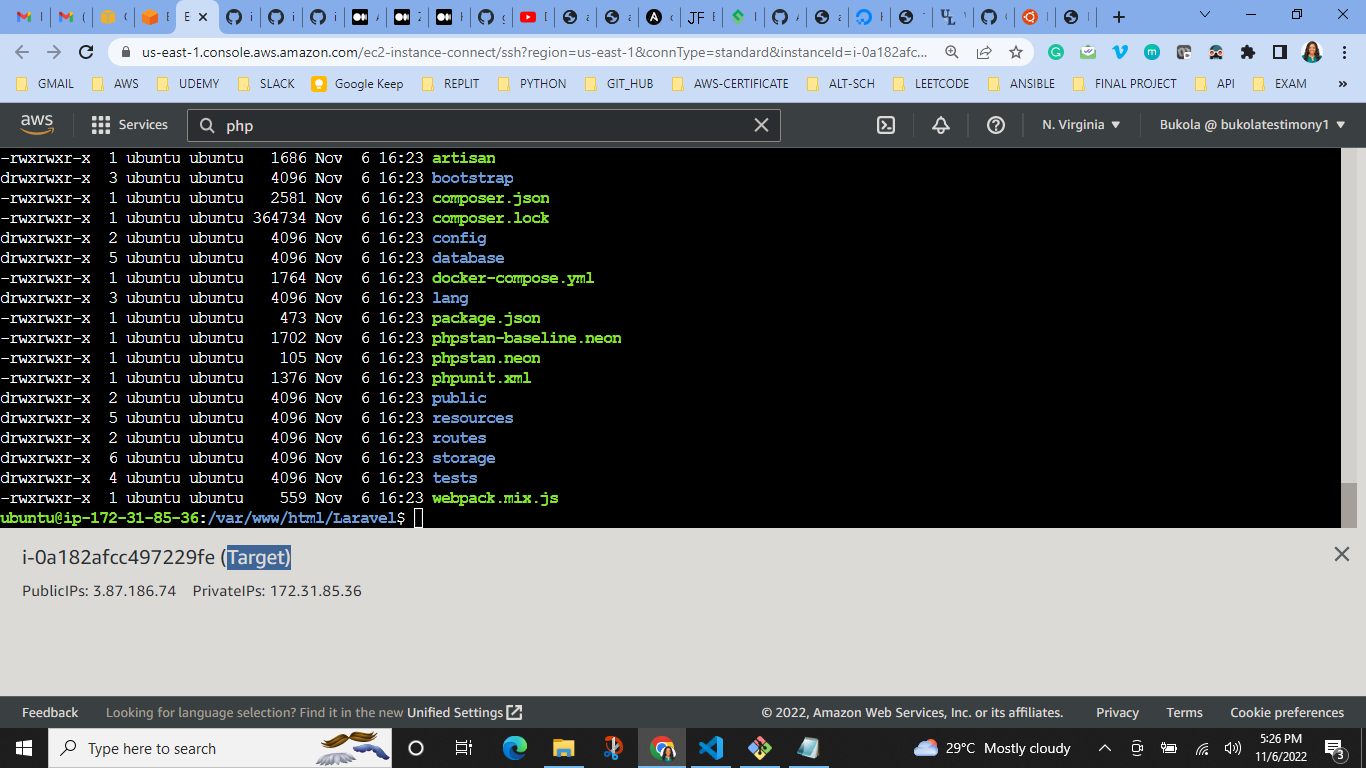 us-east-1.console.aws.amazon.com/ec2-instance-connect/ssh?region=us-east-1&connType=standard&instanceId=i-0a182afc...
GMAIL AWS UDEMY SLACK Google Keep REPLIT PYTHON GIT_HUB AWS-CERTIFICATE ALT-SCH LEETCODE ANSIBLE FINAL PROJECT API EXAM »
aws Services php N. Virginia Bukola @ bukolatestimony1
-rwxrwxr-x 1 ubuntu ubuntu 1686 Nov 6 16:23 artisan
drwxrwxr-x 3 ubuntu ubuntu 4096 Nov 6 16:23 bootstrap
-rwxrwxr-x 1 ubuntu ubuntu 2581 Nov 6 16:23 composer.json
-rwxrwxr-x 1 ubuntu ubuntu 364734 Nov 6 16:23 composer.lock
drwxrwxr-x 2 ubuntu ubuntu 4096 Nov 6 16:23 config
drwxrwxr-x 5 ubuntu ubuntu 4096 Nov 6 16:23 database
-rwxrwxr-x 1 ubuntu ubuntu 1764 Nov 6 16:23 docker-compose.yml
drwxrwxr-x 3 ubuntu ubuntu 4096 Nov 6 16:23 lang
-rwxrwxr-x 1 ubuntu ubuntu 473 Nov 6 16:23 package.json
-rwxrwxr-x 1 ubuntu ubuntu 1702 Nov 6 16:23 phpstan-baseline.neon
-rwxrwxr-x 1 ubuntu ubuntu 105 Nov 6 16:23 phpstan.neon
-rwxrwxr-x 1 ubuntu ubuntu 1376 Nov 6 16:23 phpunit.xml
drwxrwxr-x 2 ubuntu ubuntu 4096 Nov 6 16:23 public
drwxrwxr-x 5 ubuntu ubuntu 4096 Nov 6 16:23 resources
drwxrwxr-x 2 ubuntu ubuntu 4096 Nov 6 16:23 routes
drwxrwxr-x 6 ubuntu ubuntu 4096 Nov 6 16:23 storage
drwxrwxr-x 4 ubuntu ubuntu 4096 Nov 6 16:23 tests
-rwxrwxr-x 1 ubuntu ubuntu 559 Nov 6 16:23 webpack.mix.js
ubuntu@ip-172-31-85-36:/var/www/html/Laravel$
i-0a182afcc497229fe (Target)
PublicIPs: 3.87.186.74 PrivateIPs: 172.31.85.36
Feedback Looking for language selection? Find it in the new Unified Settings © 2022, Amazon Web Services, Inc. or its affiliates. Privacy Terms Cookie preferences
Type here to search 29°C Mostly cloudy 5:26 PM
11/6/2022 3